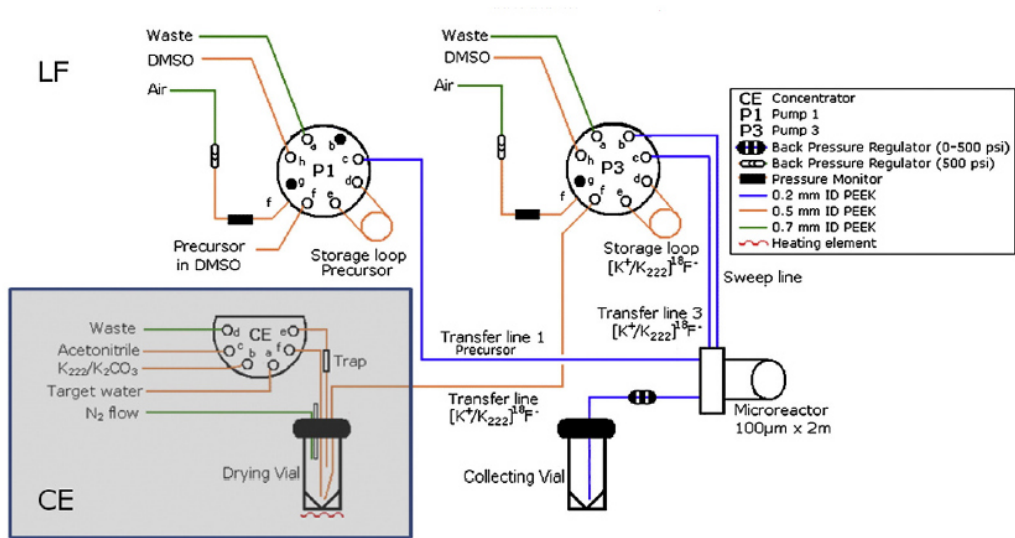 LF
Waste
DMSO
Air
a
b
c
d
e
f
g
h
P1
f
Precursor
in DMSO
Storage loop
Precursor
Waste
DMSO
Air
a
b
c
d
e
f
g
h
P3
f
Storage loop
[K+/K222]18F-
CE Concentrator
P1 Pump 1
P3 Pump 3
Back Pressure Regulator (0-500 psi)
Back Pressure Regulator (500 psi)
Pressure Monitor
0.2 mm ID PEEK
0.5 mm ID PEEK
0.7 mm ID PEEK
Heating element
Sweep line
Transfer line 3
[K+/K222]18F-
Transfer line 1
Precursor
Transfer line
[K+/K222]18F-
Microreactor
100µm x 2m
Collecting Vial
Waste
Acetonitrile
K222/K2CO3
Target water
N2 flow
CE
a
b
c
d
e
f
Trap
Drying Vial
CE